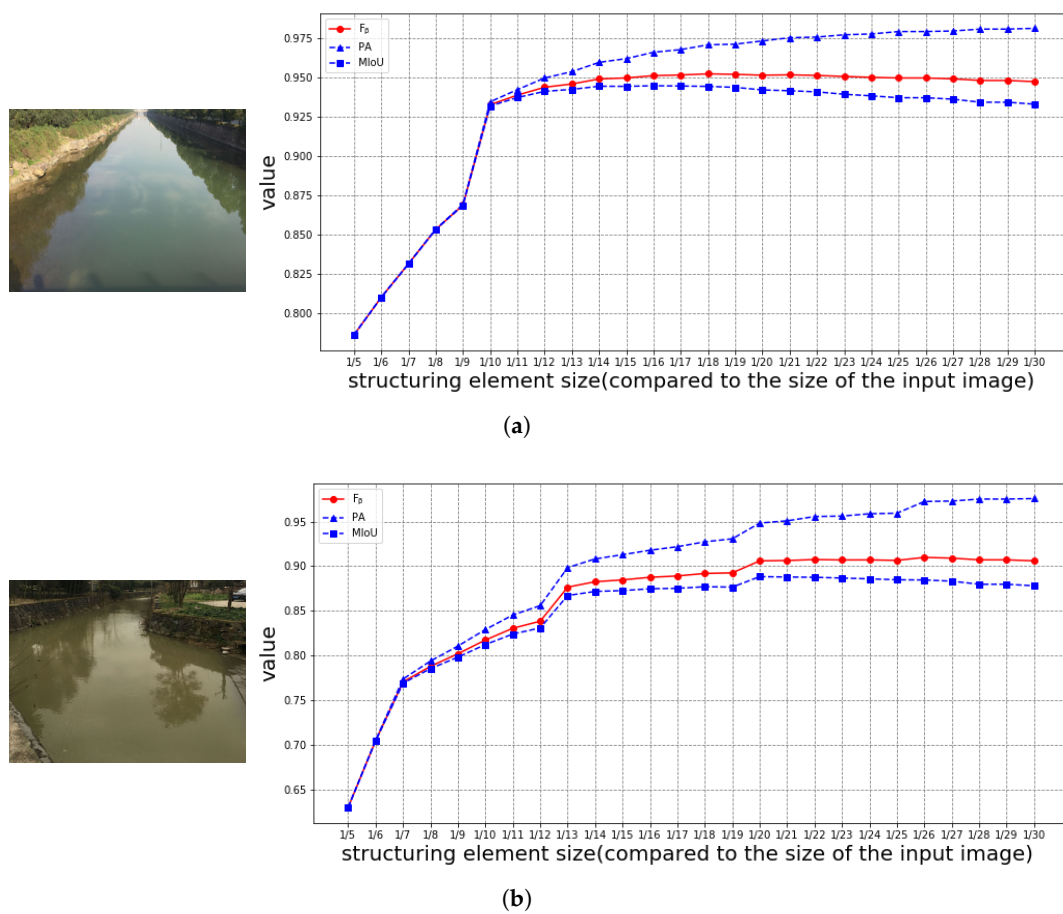 F_β
PA
MIoU
value
0.975
0.950
0.925
0.900
0.875
0.850
0.825
0.800
1/5 1/6 1/7 1/8 1/9 1/10 1/11 1/12 1/13 1/14 1/15 1/16 1/17 1/18 1/19 1/20 1/21 1/22 1/23 1/24 1/25 1/26 1/27 1/28 1/29 1/30
structuring element size(compared to the size of the input image)
(a)
F_β
PA
MIoU
value
0.95
0.90
0.85
0.80
0.75
0.70
0.65
1/5 1/6 1/7 1/8 1/9 1/10 1/11 1/12 1/13 1/14 1/15 1/16 1/17 1/18 1/19 1/20 1/21 1/22 1/23 1/24 1/25 1/26 1/27 1/28 1/29 1/30
structuring element size(compared to the size of the input image)
(b)